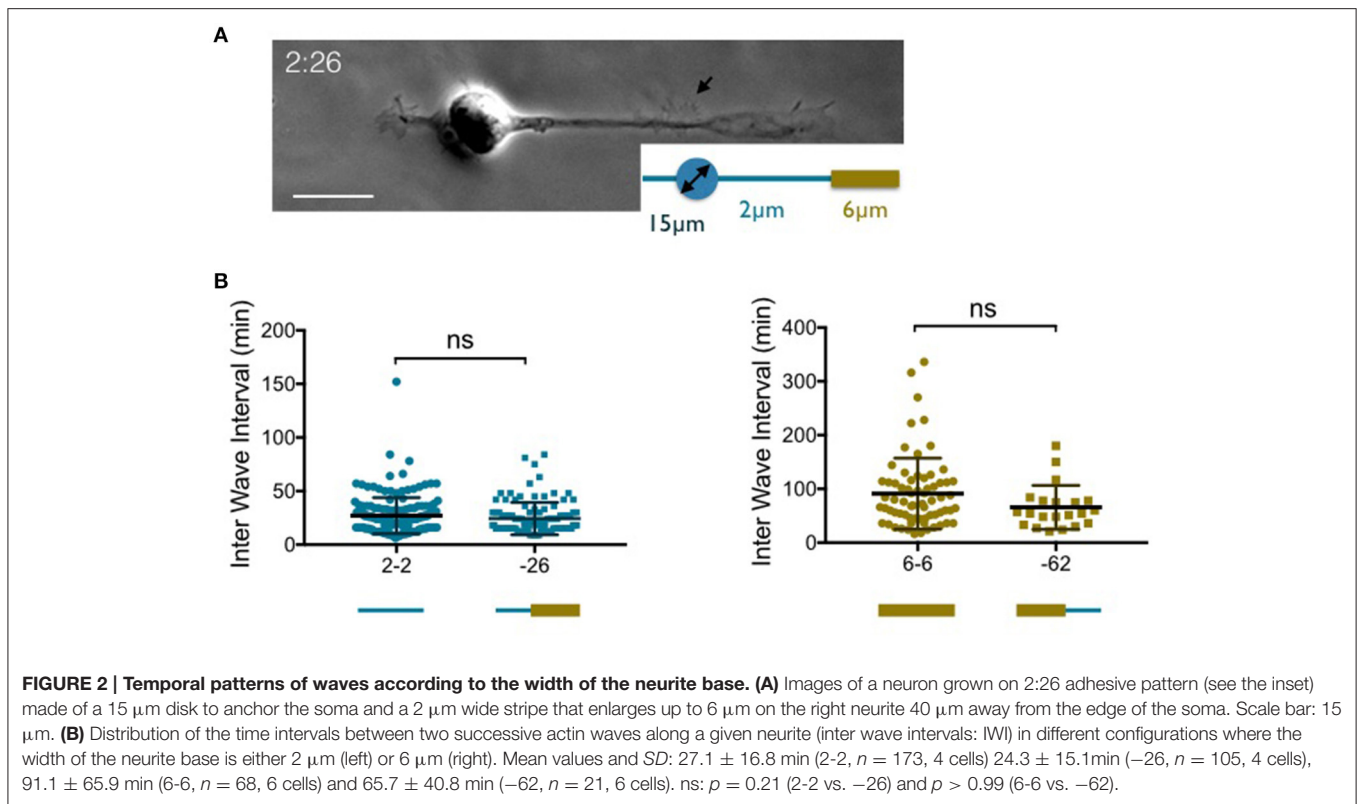 A
2:26
15µm
2µm
6µm
B
Inter Wave Interval (min)
200
150
100
50
0
ns
2-2
-26
Inter Wave Interval (min)
400
300
200
100
0
ns
6-6
-62
FIGURE 2 | Temporal patterns of waves according to the width of the neurite base. (A) Images of a neuron grown on 2:26 adhesive pattern (see the inset)
made of a 15 µm disk to anchor the soma and a 2 µm wide stripe that enlarges up to 6 µm on the right neurite 40 µm away from the edge of the soma. Scale bar: 15
µm. (B) Distribution of the time intervals between two successive actin waves along a given neurite (inter wave intervals: IWI) in different configurations where the
width of the neurite base is either 2 µm (left) or 6 µm (right). Mean values and SD: 27.1 ± 16.8 min (2-2, n = 173, 4 cells) 24.3 ± 15.1min (−26, n = 105, 4 cells),
91.1 ± 65.9 min (6-6, n = 68, 6 cells) and 65.7 ± 40.8 min (−62, n = 21, 6 cells). ns: p = 0.21 (2-2 vs. −26) and p > 0.99 (6-6 vs. −62).